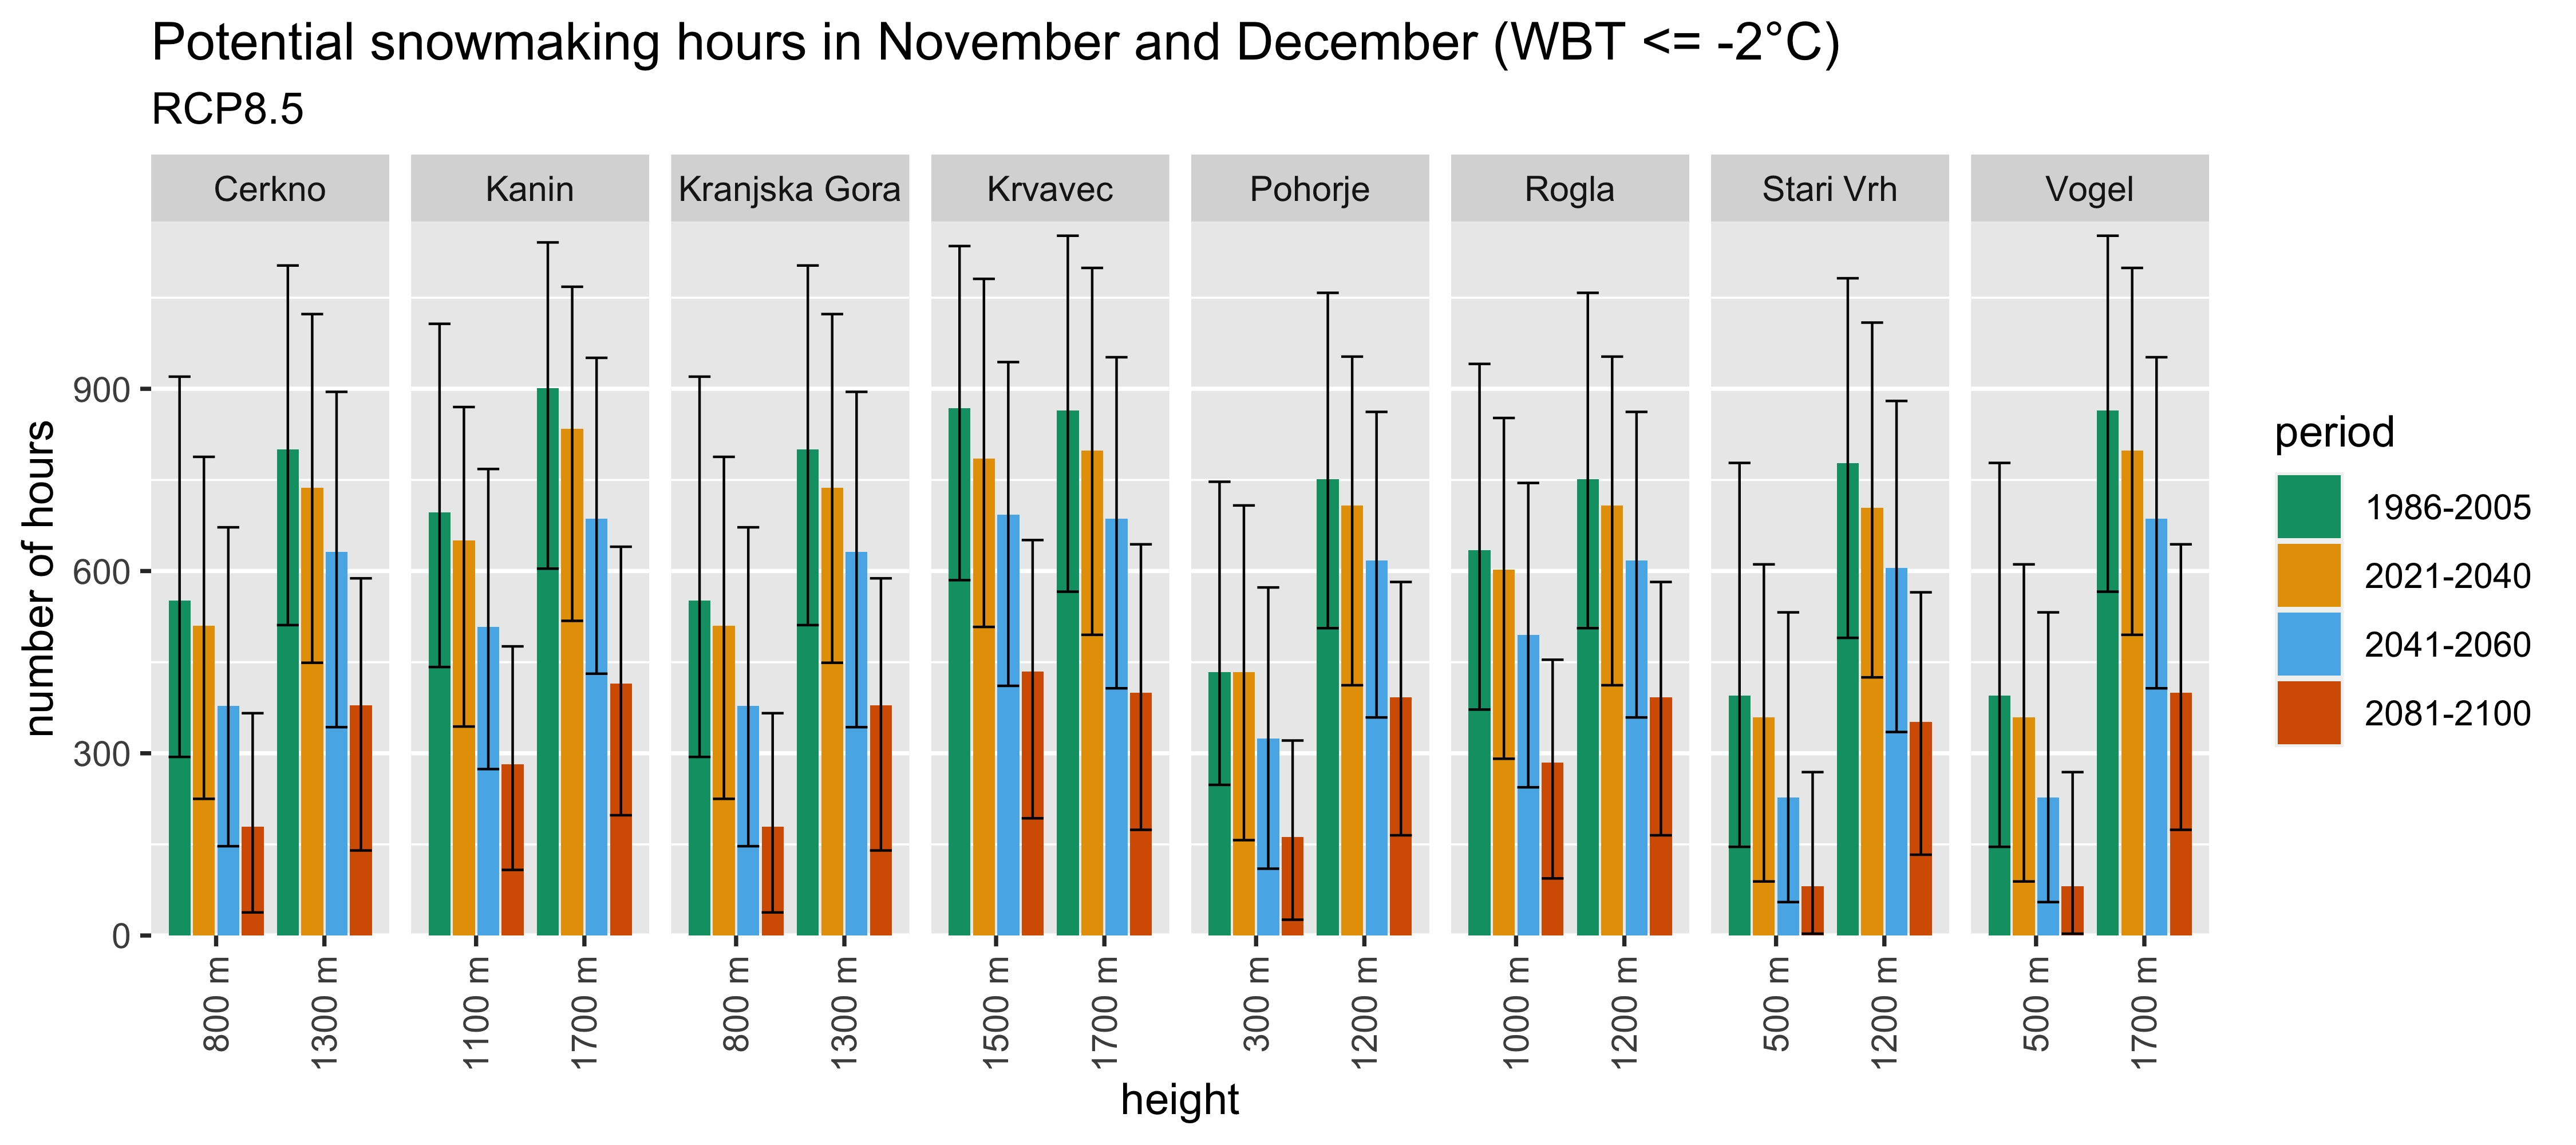 Potential snowmaking hours in November and December (WBT <= -2°C)
RCP8.5
Cerkno Kanin Kranjska Gora Krvavec Pohorje Rogla Stari Vrh Vogel
900
600
300
0
number of hours
800 m 1300 m 1100 m 1700 m 800 m 1300 m 1500 m 1700 m 300 m 1200 m 1000 m 1200 m 500 m 1200 m 500 m 1700 m
height
period
1986-2005
2021-2040
2041-2060
2081-2100